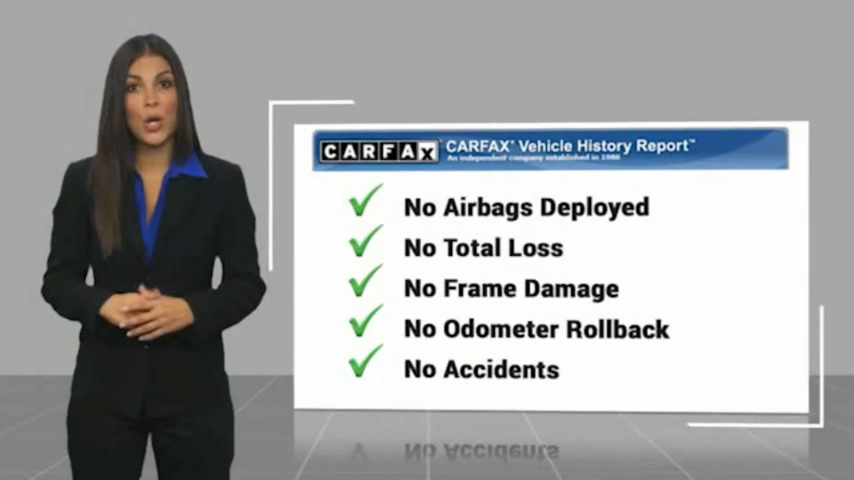 CARFAX CARFAX® Vehicle History Report™
An independent company established in 1986
No Airbags Deployed
No Total Loss
No Frame Damage
No Odometer Rollback
No Accidents
No Accidents